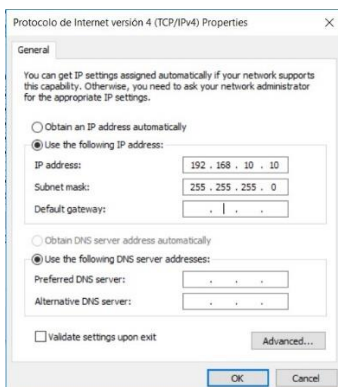 Protocolo de Internet versión 4 (TCP/IPv4) Properties
General
You can get IP settings assigned automatically if your network supports
this capability. Otherwise, you need to ask your network administrator
for the appropriate IP settings.
Obtain an IP address automatically
Use the following IP address:
IP address: 192 . 168 . 10 . 10
Subnet mask: 255 . 255 . 255 . 0
Default gateway: . . .
Obtain DNS server address automatically
Use the following DNS server addresses:
Preferred DNS server: . . .
Alternative DNS server: . . .
Validate settings upon exit
Advanced...
OK Cancel